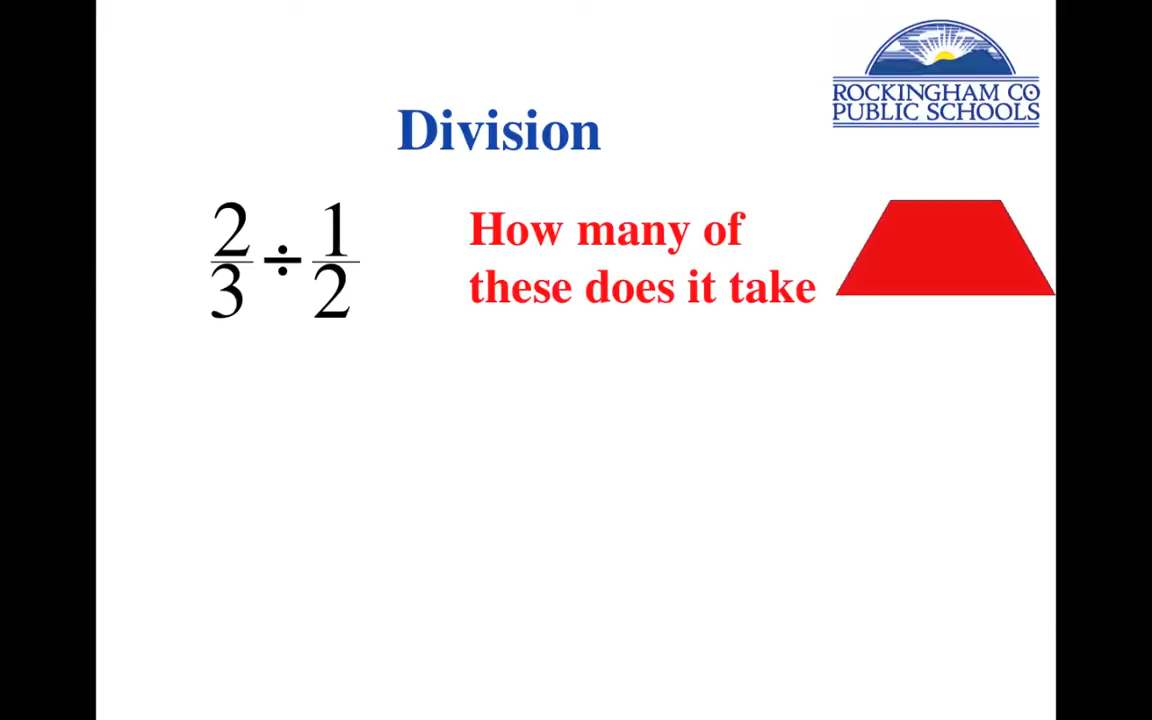 ROCKINGHAM CO
PUBLIC SCHOOLS
Division
2/3 ÷ 1/2
How many of
these does it take